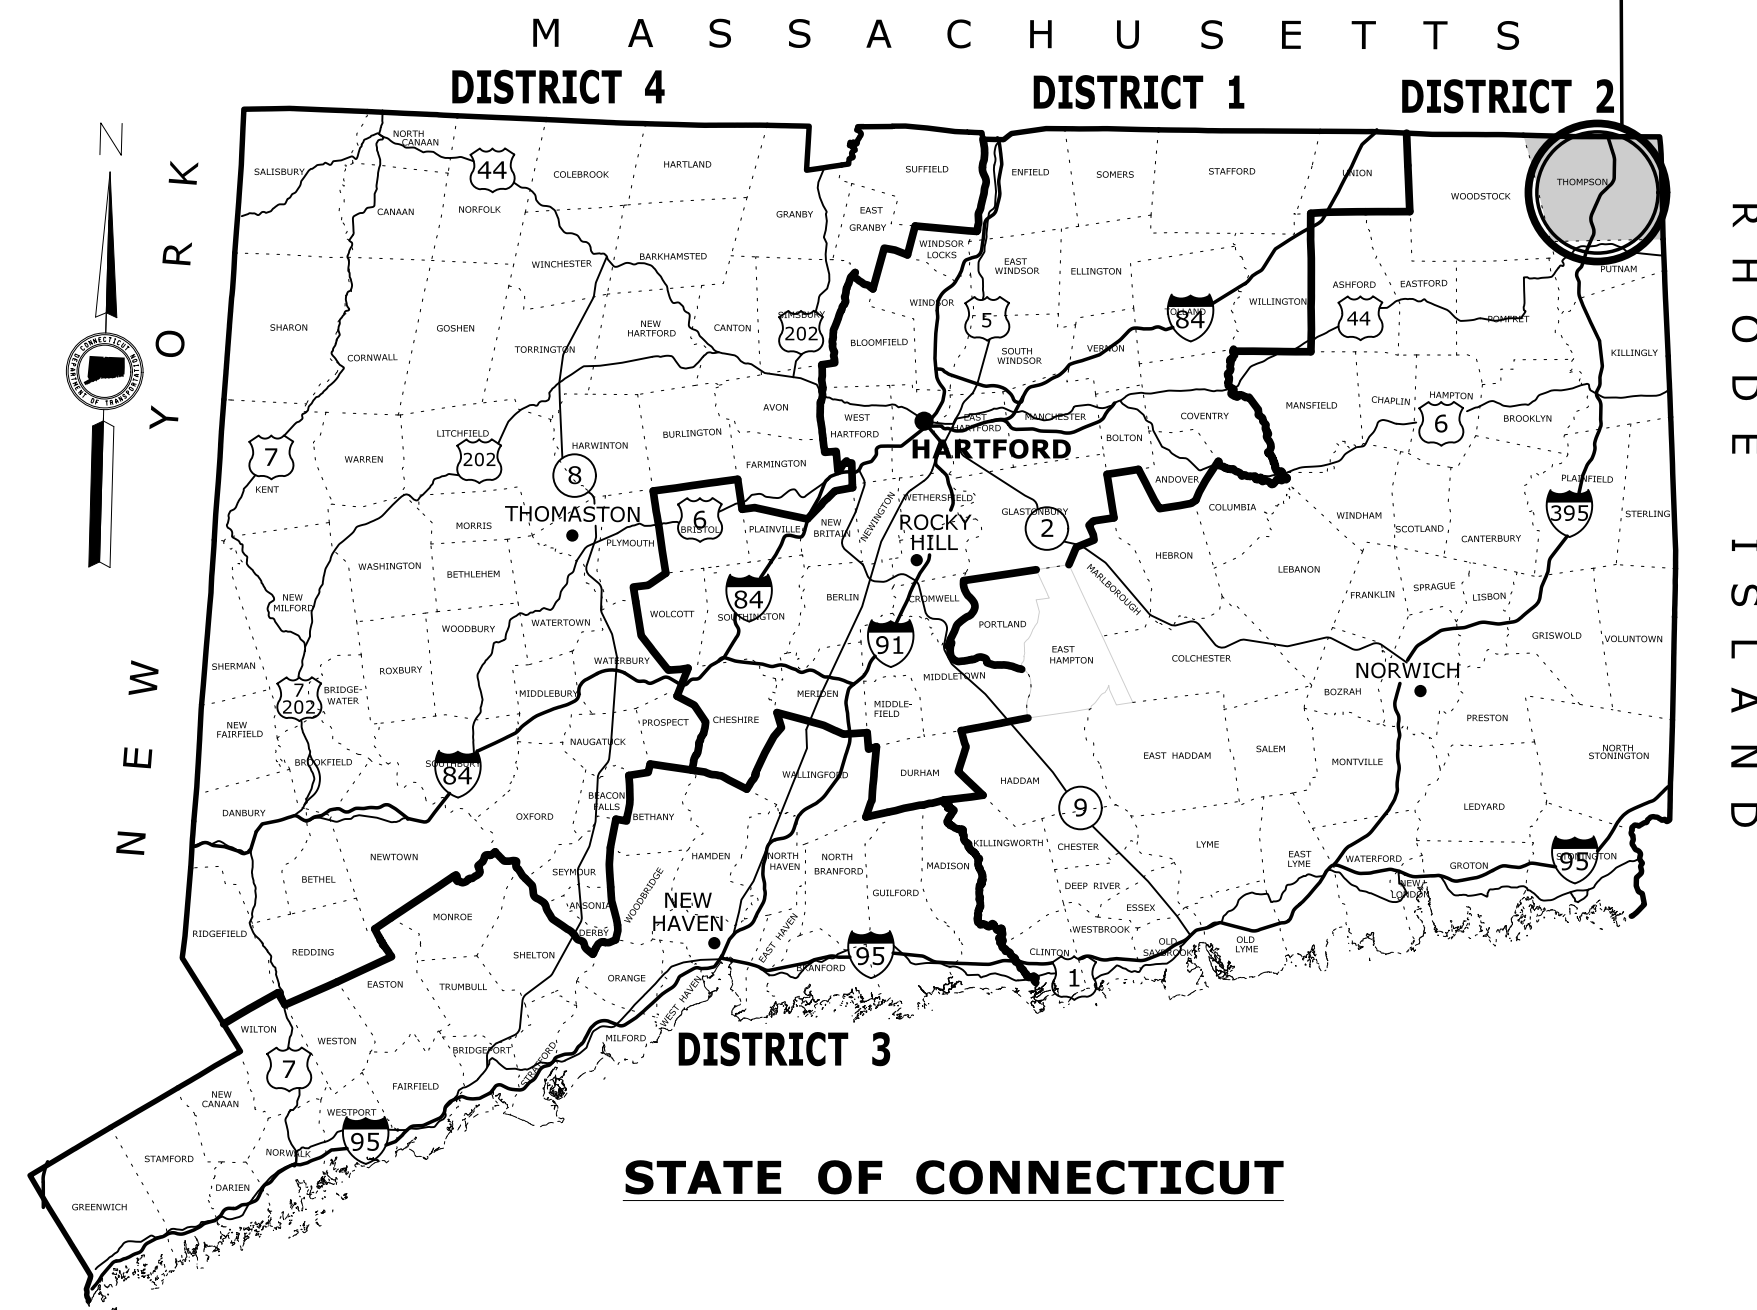 M A S S A C H U S E T T S
DISTRICT 4
DISTRICT 1
DISTRICT 2
N
NEW YORK
RHODE ISLAND
CONNECTICUT
DEPARTMENT OF TRANSPORTATION
SALISBURY
NORTH
CANAAN
44
COLEBROOK
HARTLAND
SUFFIELD
ENFIELD
SOMERS
STAFFORD
UNION
WOODSTOCK
THOMPSON
CANAAN
NORFOLK
GRANBY
EAST
GRANBY
WINDSOR
LOCKS
EAST
WINDSOR
ELLINGTON
WINCHESTER
BARKHAMSTED
PUTNAM
ASHFORD
EASTFORD
WILLINGTON
WINDSOR
SHARON
GOSHEN
NEW
HARTFORD
CANTON
SIMSBURY
202
5
TOLLAND
84
44
POMFRET
CORNWALL
TORRINGTON
BLOOMFIELD
SOUTH
WINDSOR
VERNON
KILLINGLY
AVON
WEST
HARTFORD
EAST
HARTFORD
MANCHESTER
COVENTRY
MANSFIELD
CHAPLIN
HAMPTON
6
BROOKLYN
HARTFORD
BOLTON
LITCHFIELD
202
HARWINTON
BURLINGTON
7
KENT
WARREN
8
FARMINGTON
ANDOVER
PLAINFIELD
395
STERLING
THOMASTON
MORRIS
PLYMOUTH
6
BRISTOL
PLAINVILLE
NEW
BRITAIN
NEWINGTON
WETHERSFIELD
ROCKY
HILL
GLASTONBURY
2
COLUMBIA
WINDHAM
SCOTLAND
CANTERBURY
HEBRON
LEBANON
WASHINGTON
BETHLEHEM
NEW
MILFORD
WOODBURY
WATERTOWN
WOLCOTT
84
SOUTHINGTON
BERLIN
CROMWELL
91
PORTLAND
MARLBOROUGH
FRANKLIN
SPRAGUE
LISBON
GRISWOLD
VOLUNTOWN
EAST
HAMPTON
COLCHESTER
NORWICH
BOZRAH
PRESTON
SHERMAN
ROXBURY
WATERBURY
MIDDLEBURY
7
202
BRIDGE-
WATER
MERIDEN
MIDDLETOWN
MIDDLE-
FIELD
NEW
FAIRFIELD
PROSPECT
CHESHIRE
NAUGATUCK
BROOKFIELD
SOUTHBURY
84
WALLINGFORD
DURHAM
HADDAM
EAST HADDAM
SALEM
MONTVILLE
NORTH
STONINGTON
DANBURY
OXFORD
BEACON
FALLS
BETHANY
9
LEDYARD
NEWTOWN
BETHEL
SEYMOUR
HAMDEN
NORTH
HAVEN
NORTH
BRANFORD
MADISON
KILLINGWORTH
CHESTER
LYME
EAST
LYME
WATERFORD
GROTON
STONINGTON
95
NEW
LONDON
GUILFORD
DEEP RIVER
ESSEX
WESTBROOK
MONROE
ANSONIA
DERBY
WOODBRIDGE
NEW
HAVEN
EAST HAVEN
BRANFORD
95
CLINTON
1
OLD
SAYBROOK
OLD
LYME
RIDGEFIELD
REDDING
SHELTON
ORANGE
WEST HAVEN
EASTON
TRUMBULL
MILFORD
DISTRICT 3
WILTON
WESTON
BRIDGEPORT
STRATFORD
7
FAIRFIELD
NEW
CANAAN
WESTPORT
95
STAMFORD
NORWALK
DARIEN
GREENWICH
STATE OF CONNECTICUT